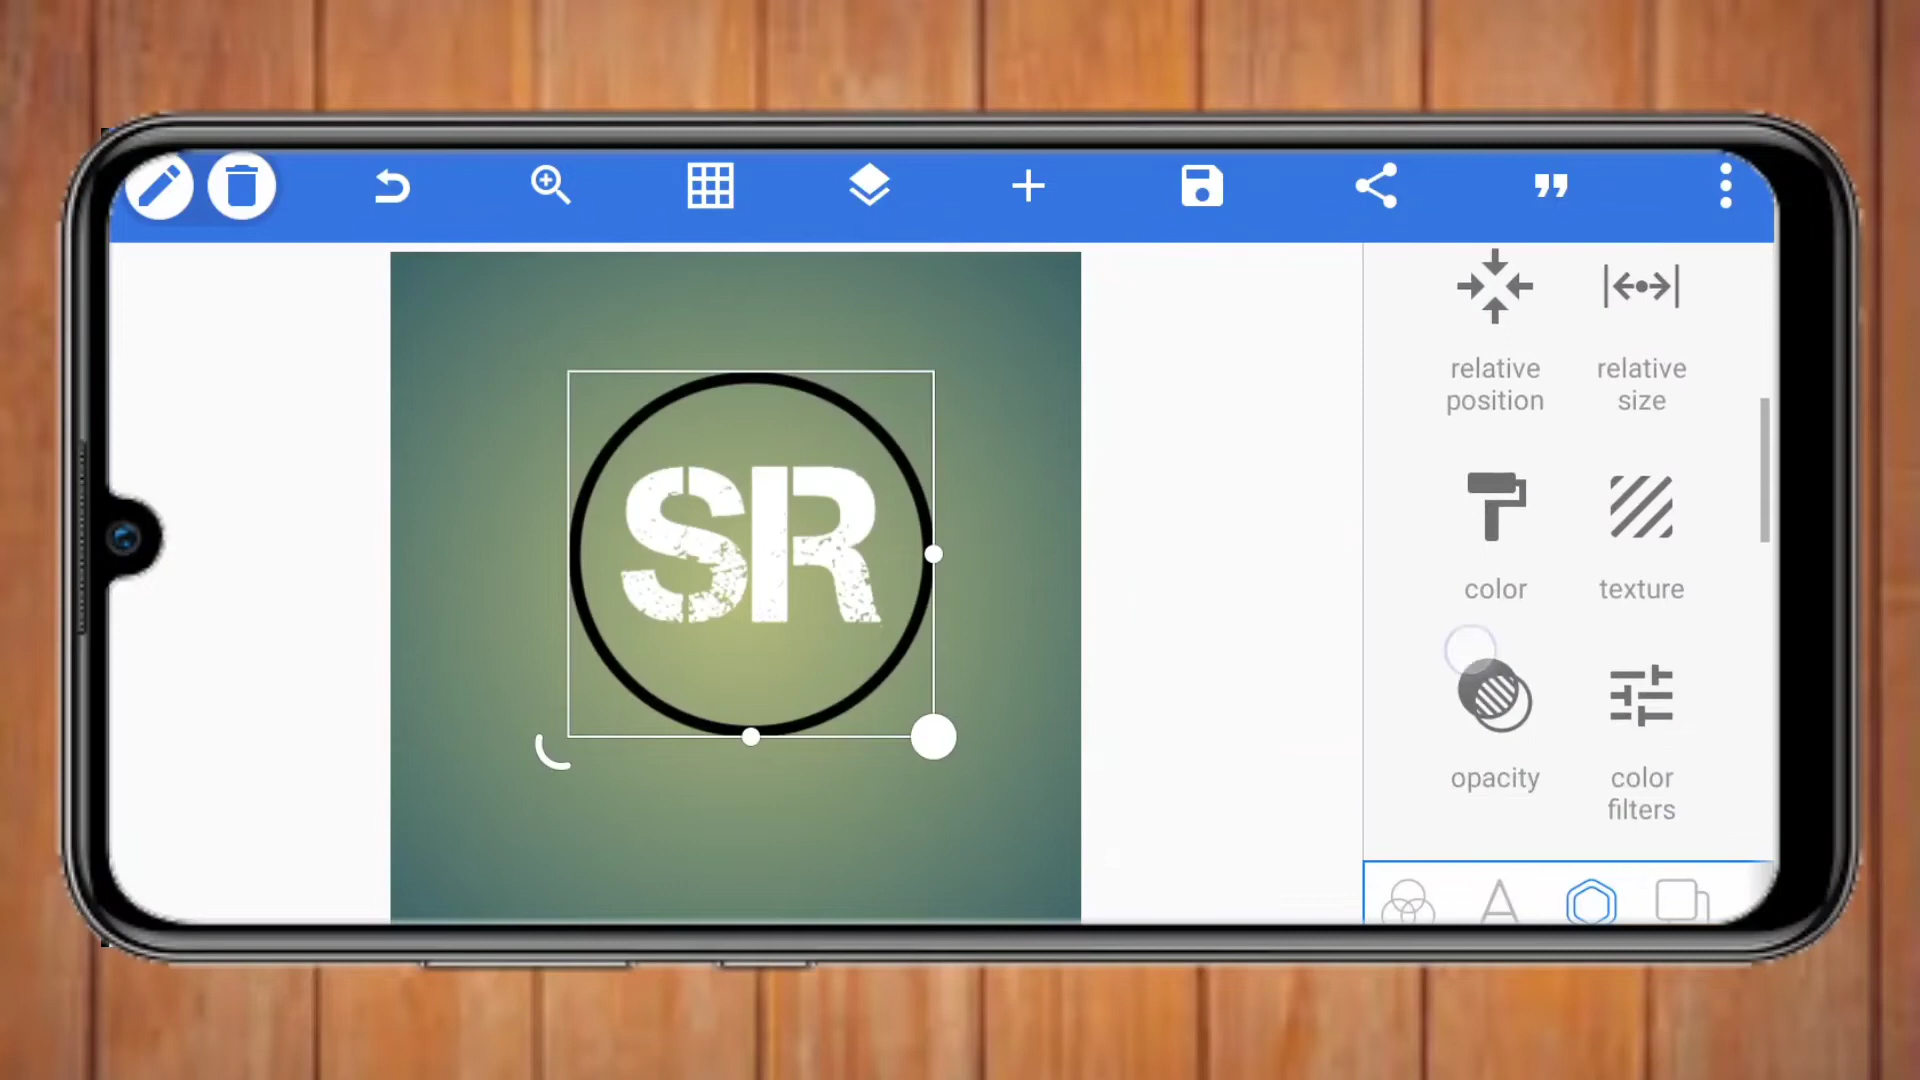 relative
position
relative
size
SR
color
texture
opacity
color
filters